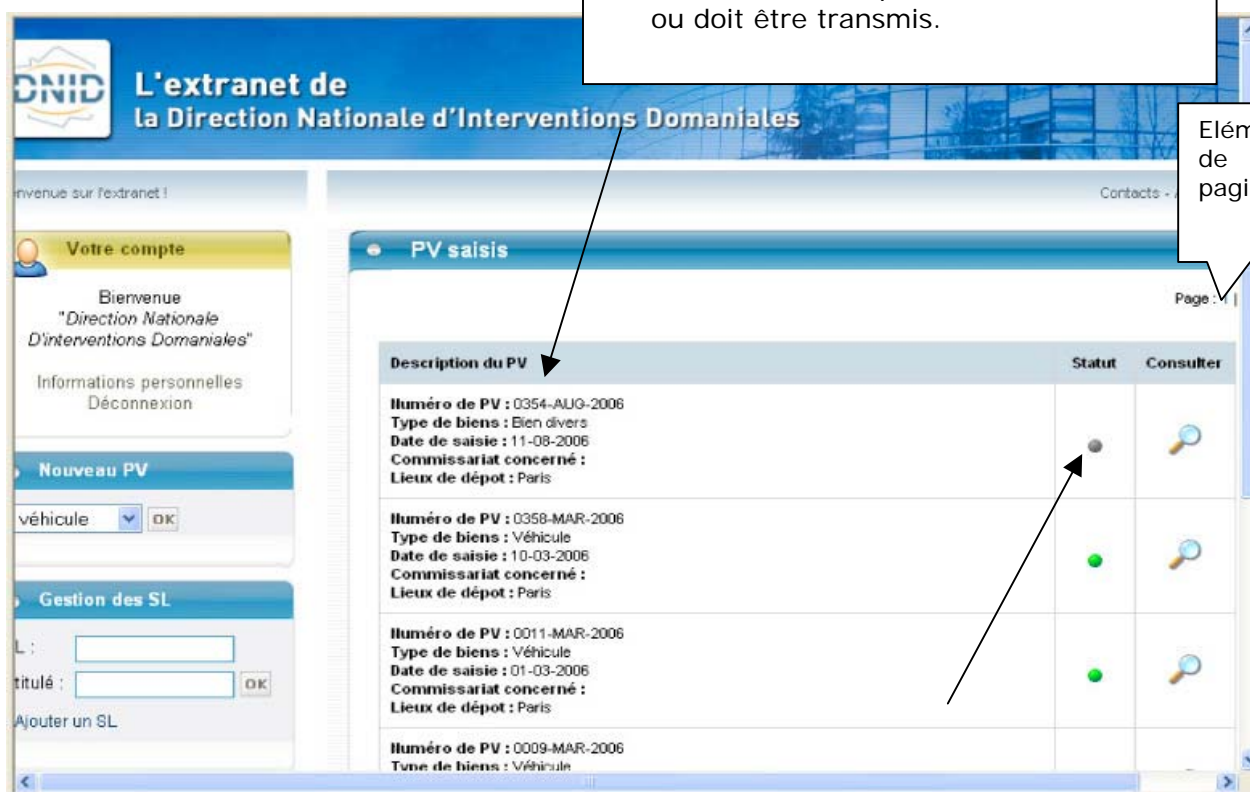 ou doit être transmis.
DNID
L'extranet de
la Direction Nationale d'Interventions Domaniales
de
Contacts -
sur l'extranet !
Votre compte
Bienvenue
"Direction Nationale
D'interventions Domaniales"
Informations personnelles
Déconnexion
Nouveau PV
véhicule OK
Gestion des SL
OK
Ajouter un SL
PV saisis
Page :
Description du PV Statut Consulter
Numéro de PV : 0354-AUG-2006
Type de biens : Bien divers
Date de saisie : 11-08-2006
Commissariat concerné :
Lieux de dépot : Paris
Numéro de PV : 0358-MAR-2006
Type de biens : Véhicule
Date de saisie : 10-03-2006
Commissariat concerné :
Lieux de dépot : Paris
Numéro de PV : 0011-MAR-2006
Type de biens : Véhicule
Date de saisie : 01-03-2006
Commissariat concerné :
Lieux de dépot : Paris
Numéro de PV : 0009-MAR-2006
Type de biens : Véhicule